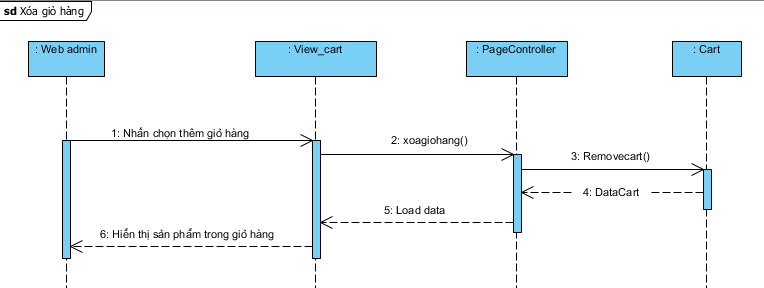 sd Xóa giỏ hàng
: Web admin
: View_cart
: PageController
: Cart
1: Nhấn chọn thêm giỏ hàng
2: xoagiohang()
3: Removecart()
4: DataCart
5: Load data
6: Hiển thị sản phẩm trong giỏ hàng